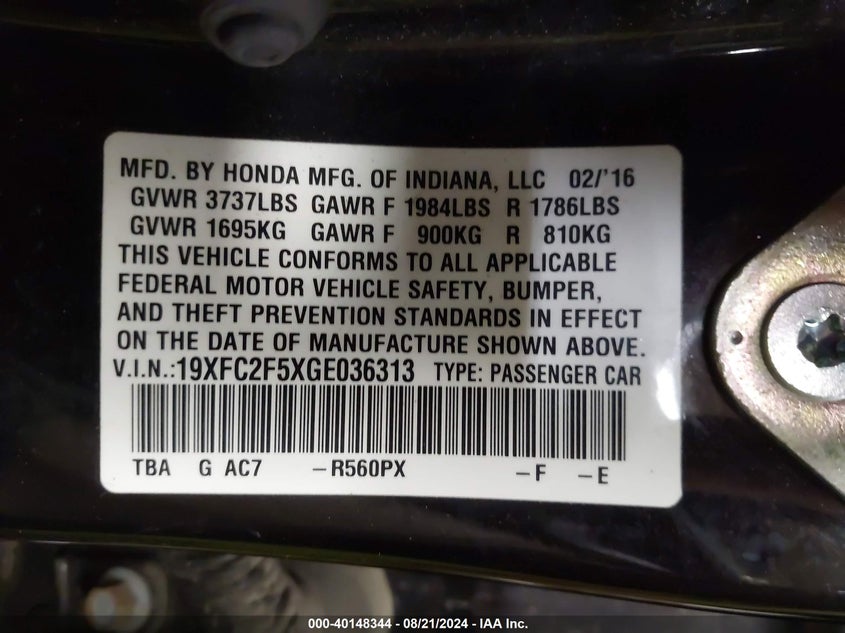 MFD. BY HONDA MFG. OF INDIANA, LLC 02/'16
GVWR 3737LBS GAWR F 1984LBS R 1786LBS
GVWR 1695KG GAWR F 900KG R 810KG
THIS VEHICLE CONFORMS TO ALL APPLICABLE
FEDERAL MOTOR VEHICLE SAFETY, BUMPER,
AND THEFT PREVENTION STANDARDS IN EFFECT
ON THE DATE OF MANUFACTURE SHOWN ABOVE.
V.I.N.:19XFC2F5XGE036313 TYPE: PASSENGER CAR
TBA G AC7 –R560PX –F –E
000-40148344 - 08/21/2024 - IAA Inc.